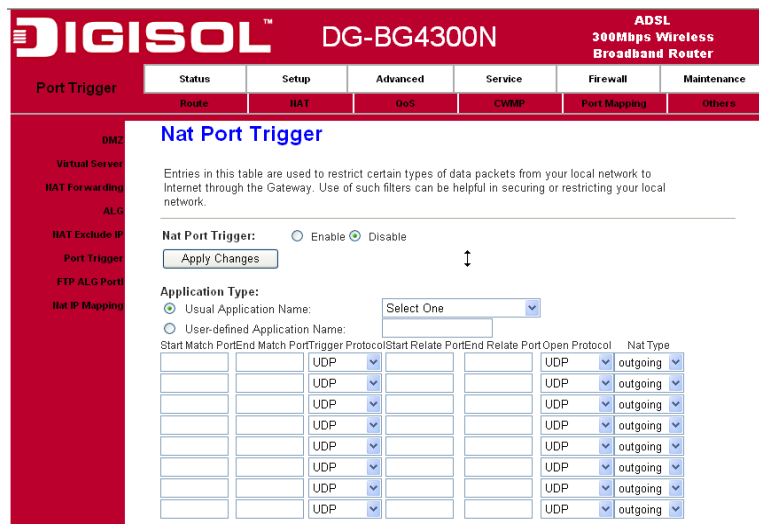 DIGISOL™ DG-BG4300N
ADSL
300Mbps Wireless
Broadband Router
Port Trigger
Status Setup Advanced Service Firewall Maintenance
Route NAT QoS CWMP Port Mapping Others
DMZ
Virtual Server
NAT Forwarding
ALG
NAT Exclude IP
Port Trigger
FTP ALG Portl
Nat IP Mapping
Nat Port Trigger
Entries in this table are used to restrict certain types of data packets from your local network to
Internet through the Gateway. Use of such filters can be helpful in securing or restricting your local
network.
Nat Port Trigger: Enable Disable
Apply Changes
Application Type:
Usual Application Name: Select One
User-defined Application Name:
Start Match Port End Match Port Trigger Protocol Start Relate Port End Relate Port Open Protocol Nat Type
UDP UDP outgoing
UDP UDP outgoing
UDP UDP outgoing
UDP UDP outgoing
UDP UDP outgoing
UDP UDP outgoing
UDP UDP outgoing
UDP UDP outgoing